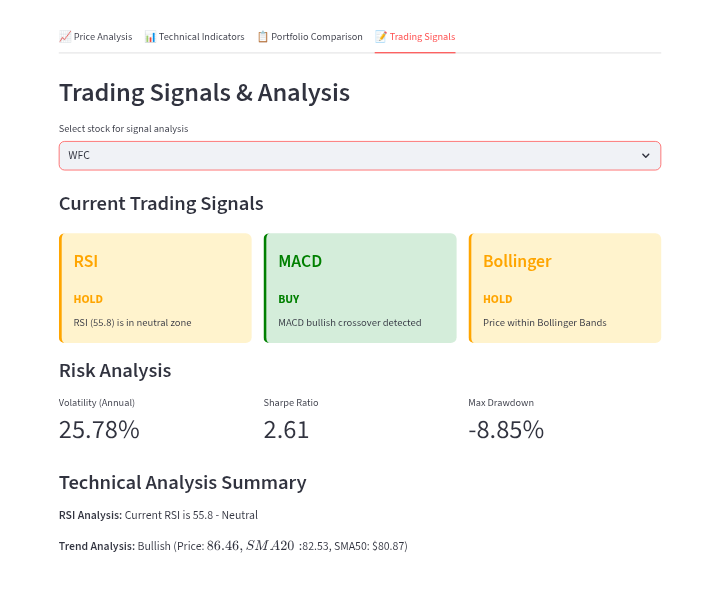 📈 Price Analysis 📊 Technical Indicators 📋 Portfolio Comparison 📝 Trading Signals
Trading Signals & Analysis
Select stock for signal analysis
WFC
Current Trading Signals
RSI
HOLD
RSI (55.8) is in neutral zone
MACD
BUY
MACD bullish crossover detected
Bollinger
HOLD
Price within Bollinger Bands
Risk Analysis
Volatility (Annual)
25.78%
Sharpe Ratio
2.61
Max Drawdown
-8.85%
Technical Analysis Summary
RSI Analysis: Current RSI is 55.8 - Neutral
Trend Analysis: Bullish (Price: 86.46, SMA20 :82.53, SMA50: $80.87)